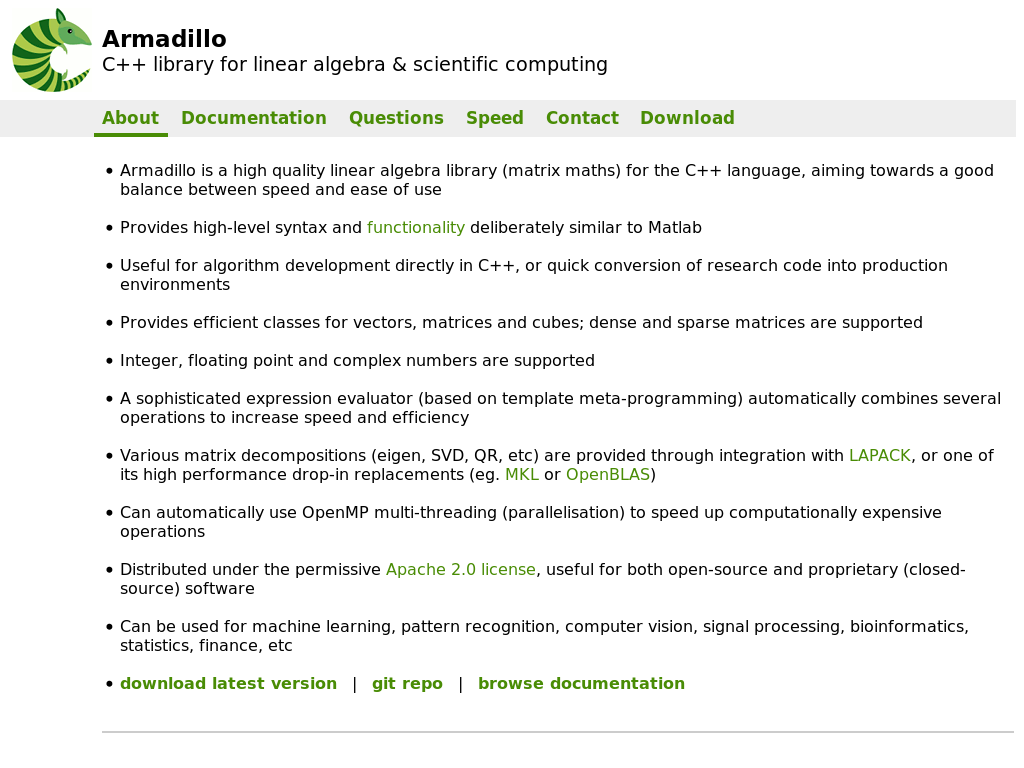 Armadillo
C++ library for linear algebra & scientific computing
About Documentation Questions Speed Contact Download
• Armadillo is a high quality linear algebra library (matrix maths) for the C++ language, aiming towards a good
balance between speed and ease of use
• Provides high-level syntax and functionality deliberately similar to Matlab
• Useful for algorithm development directly in C++, or quick conversion of research code into production
environments
• Provides efficient classes for vectors, matrices and cubes; dense and sparse matrices are supported
• Integer, floating point and complex numbers are supported
• A sophisticated expression evaluator (based on template meta-programming) automatically combines several
operations to increase speed and efficiency
• Various matrix decompositions (eigen, SVD, QR, etc) are provided through integration with LAPACK, or one of
its high performance drop-in replacements (eg. MKL or OpenBLAS)
• Can automatically use OpenMP multi-threading (parallelisation) to speed up computationally expensive
operations
• Distributed under the permissive Apache 2.0 license, useful for both open-source and proprietary (closed-
source) software
• Can be used for machine learning, pattern recognition, computer vision, signal processing, bioinformatics,
statistics, finance, etc
• download latest version | git repo | browse documentation